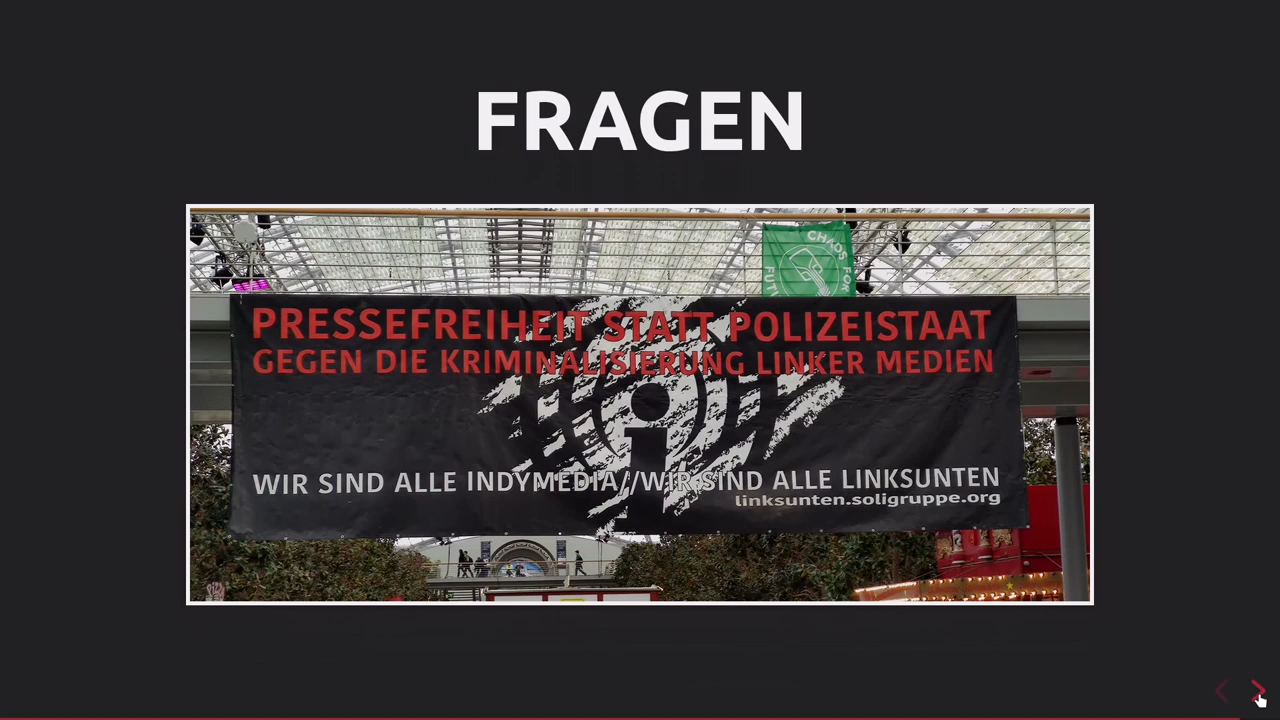 FRAGEN
CHAOS FOR
FUTU
PRESSEFREIHEIT STATT POLIZEISTAAT
GEGEN DIE KRIMINALISIERUNG LINKER MEDIEN
WIR SIND ALLE INDYMEDIA//WIR SIND ALLE LINKSUNTEN
linksunten.soligruppe.org